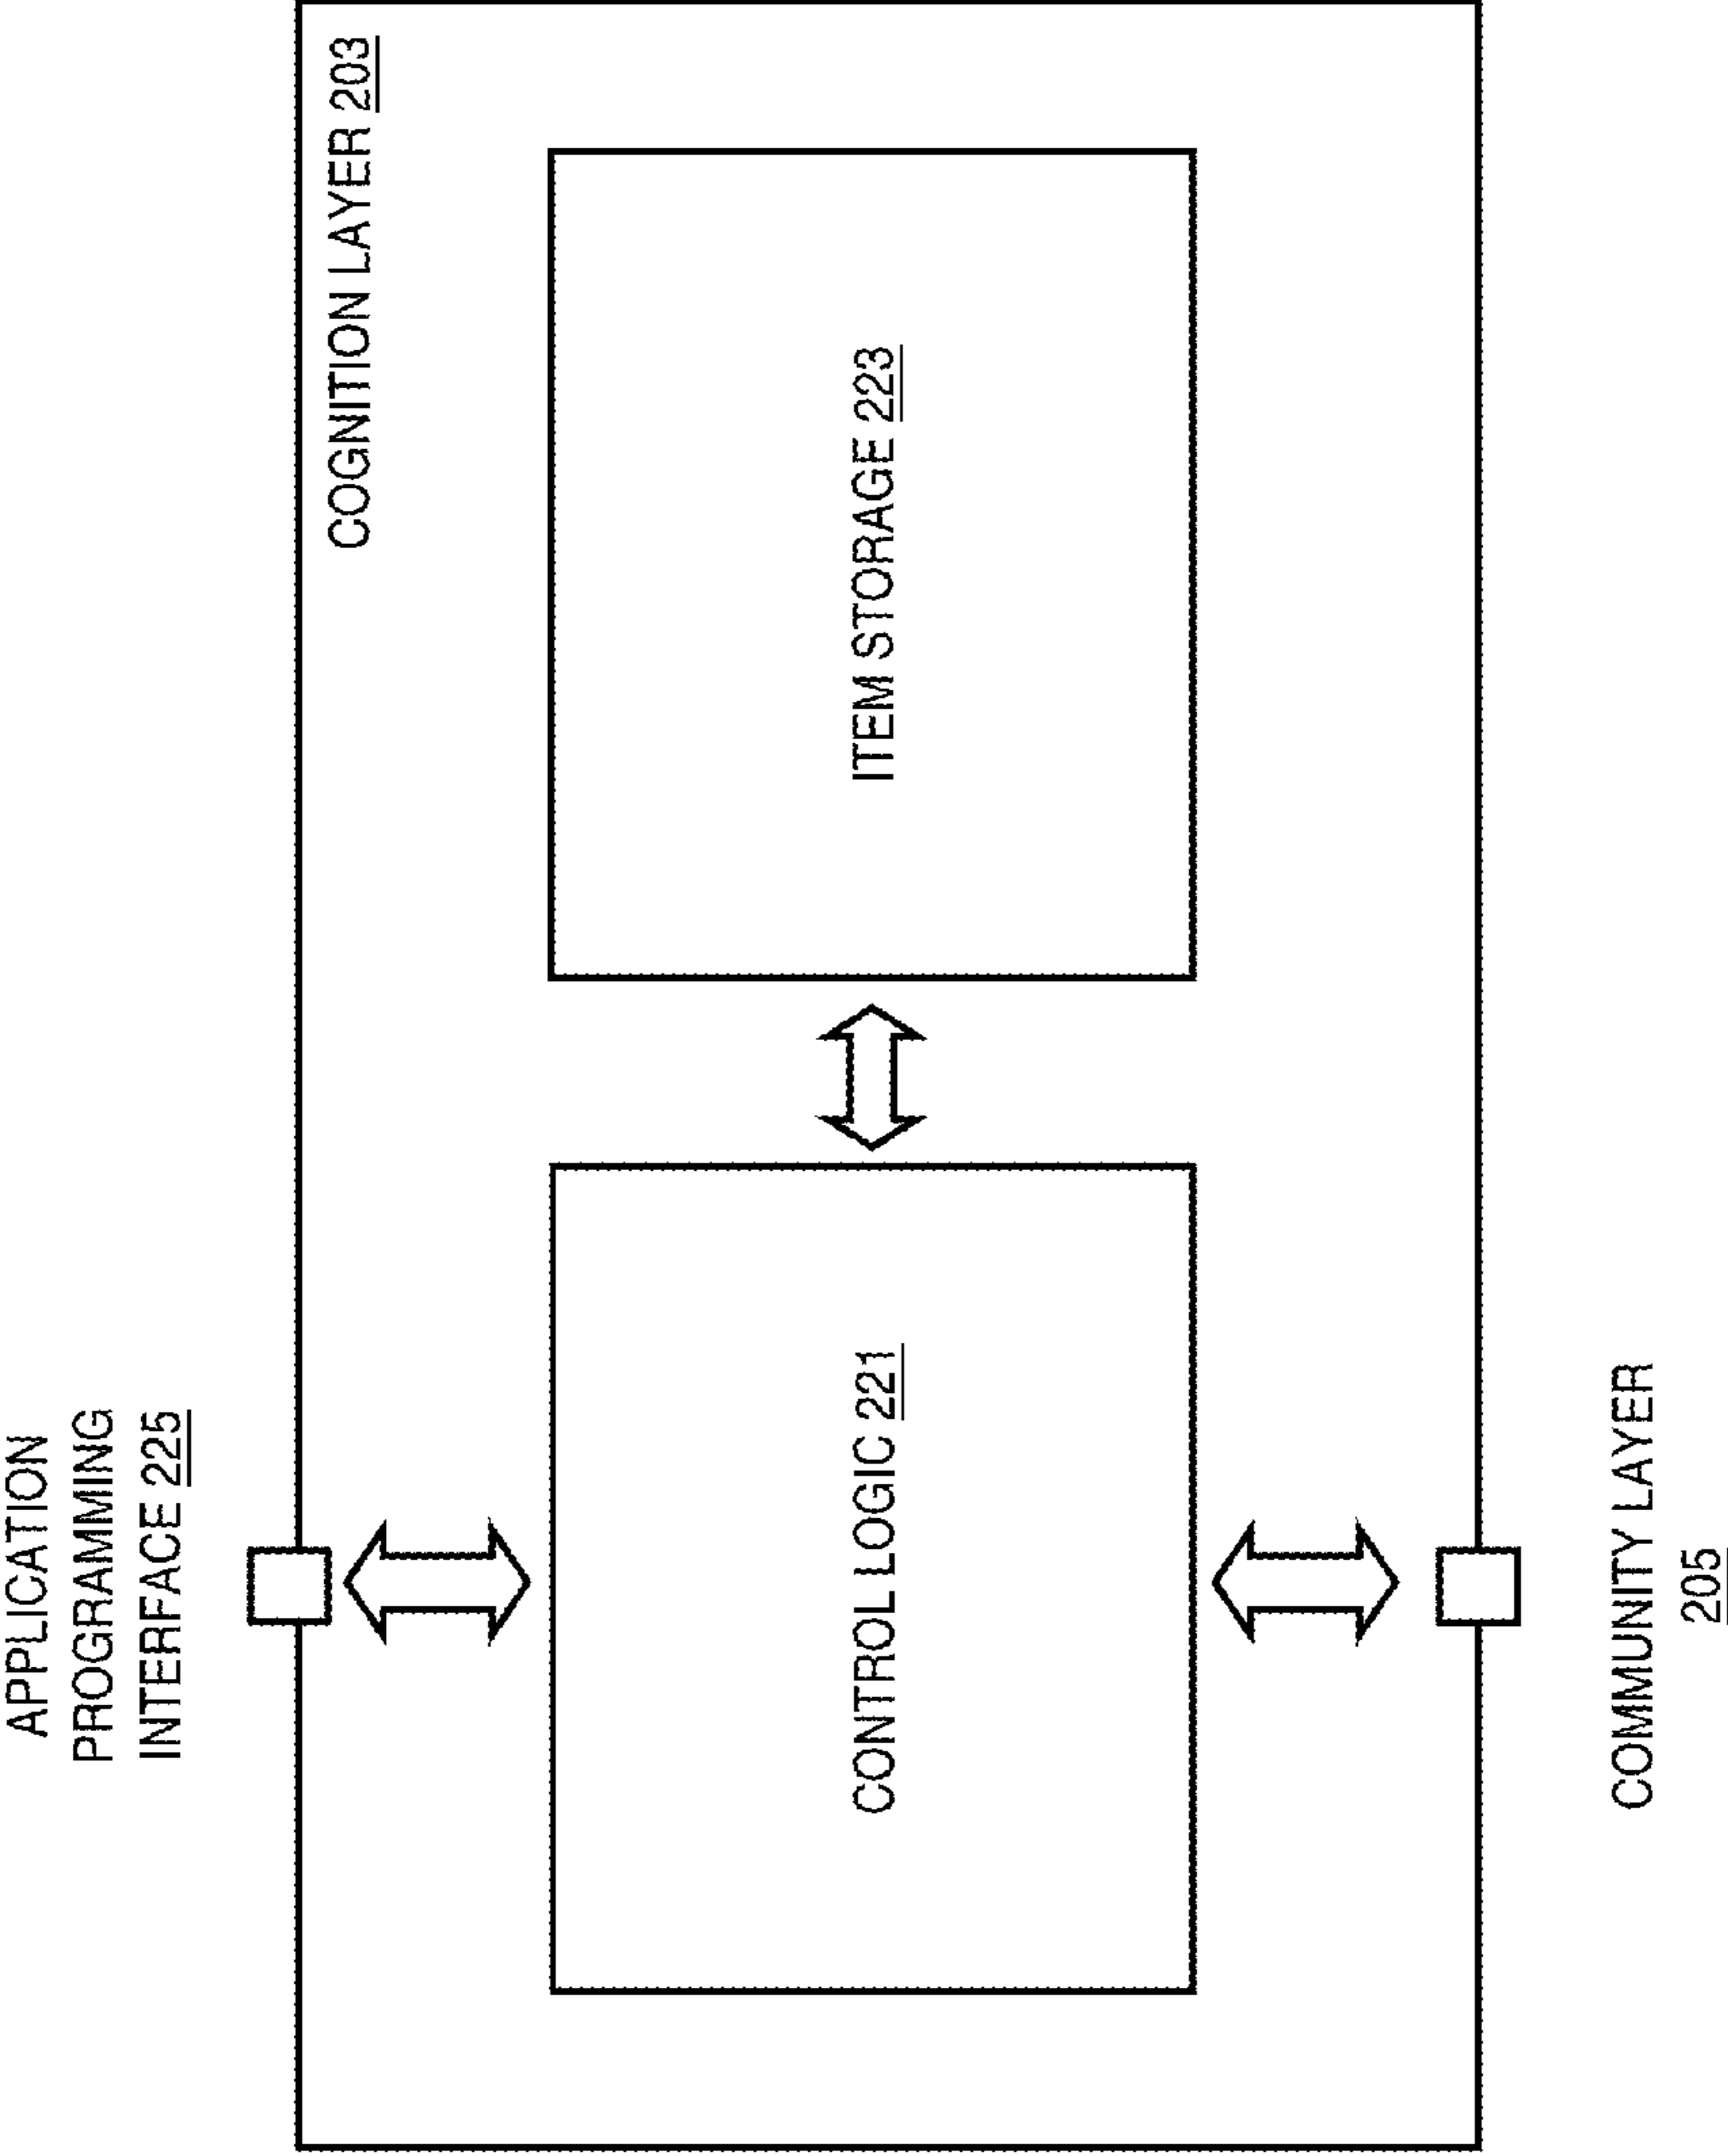 APPLICATION
PROGRAMMING
INTERFACE 225
COGNITION LAYER 203
CONTROL LOGIC 221
ITEM STORAGE 223
COMMUNITY LAYER
205